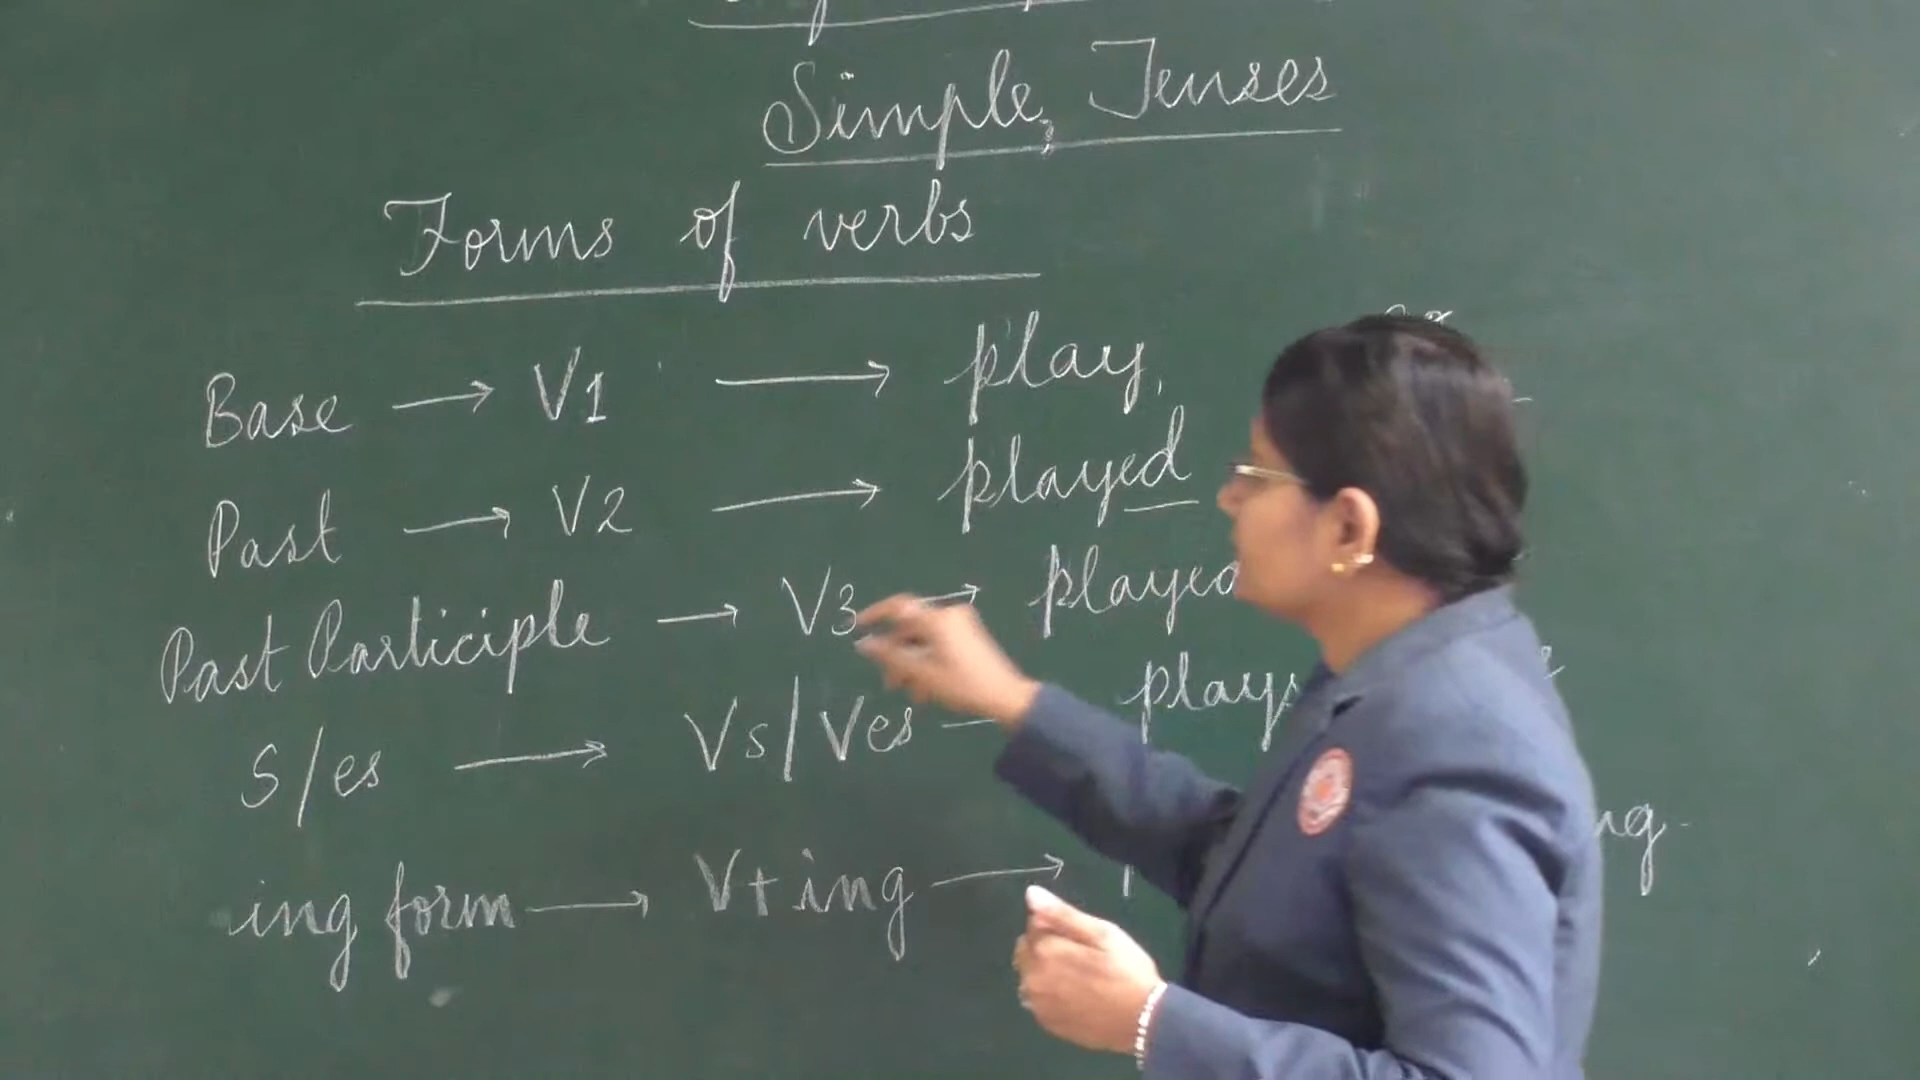 Simple Tenses
Forms of verbs
Base → V1 → play,
Past → V2 → played
Past Participle → V3 → played
S/es → Vs/Ves – plays
ing form → V+ing →